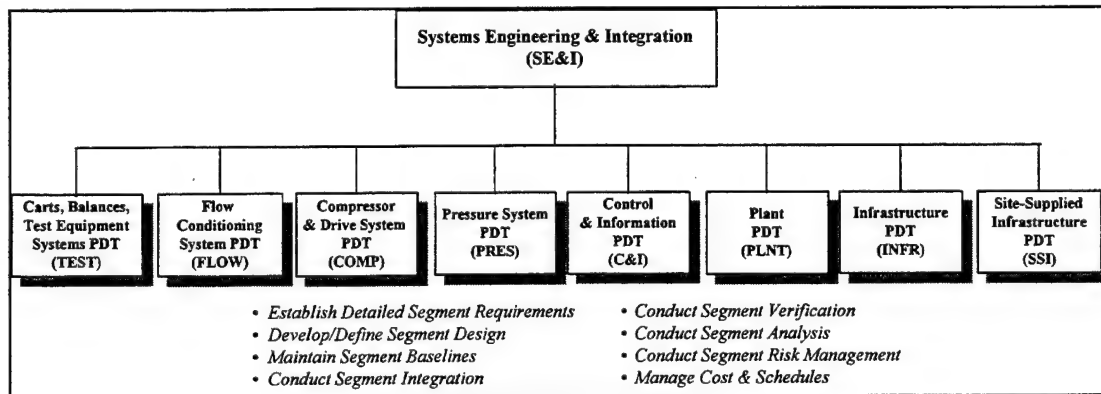 Systems Engineering & Integration
(SE&I)
Carts, Balances,
Test Equipment
Systems PDT
(TEST)
Flow
Conditioning
System PDT
(FLOW)
Compressor
& Drive System
PDT
(COMP)
Pressure System
PDT
(PRES)
Control
& Information
PDT
(C&I)
Plant
PDT
(PLNT)
Infrastructure
PDT
(INFR)
Site-Supplied
Infrastructure
PDT
(SSI)
• Establish Detailed Segment Requirements
• Develop/Define Segment Design
• Maintain Segment Baselines
• Conduct Segment Integration
• Conduct Segment Verification
• Conduct Segment Analysis
• Conduct Segment Risk Management
• Manage Cost & Schedules